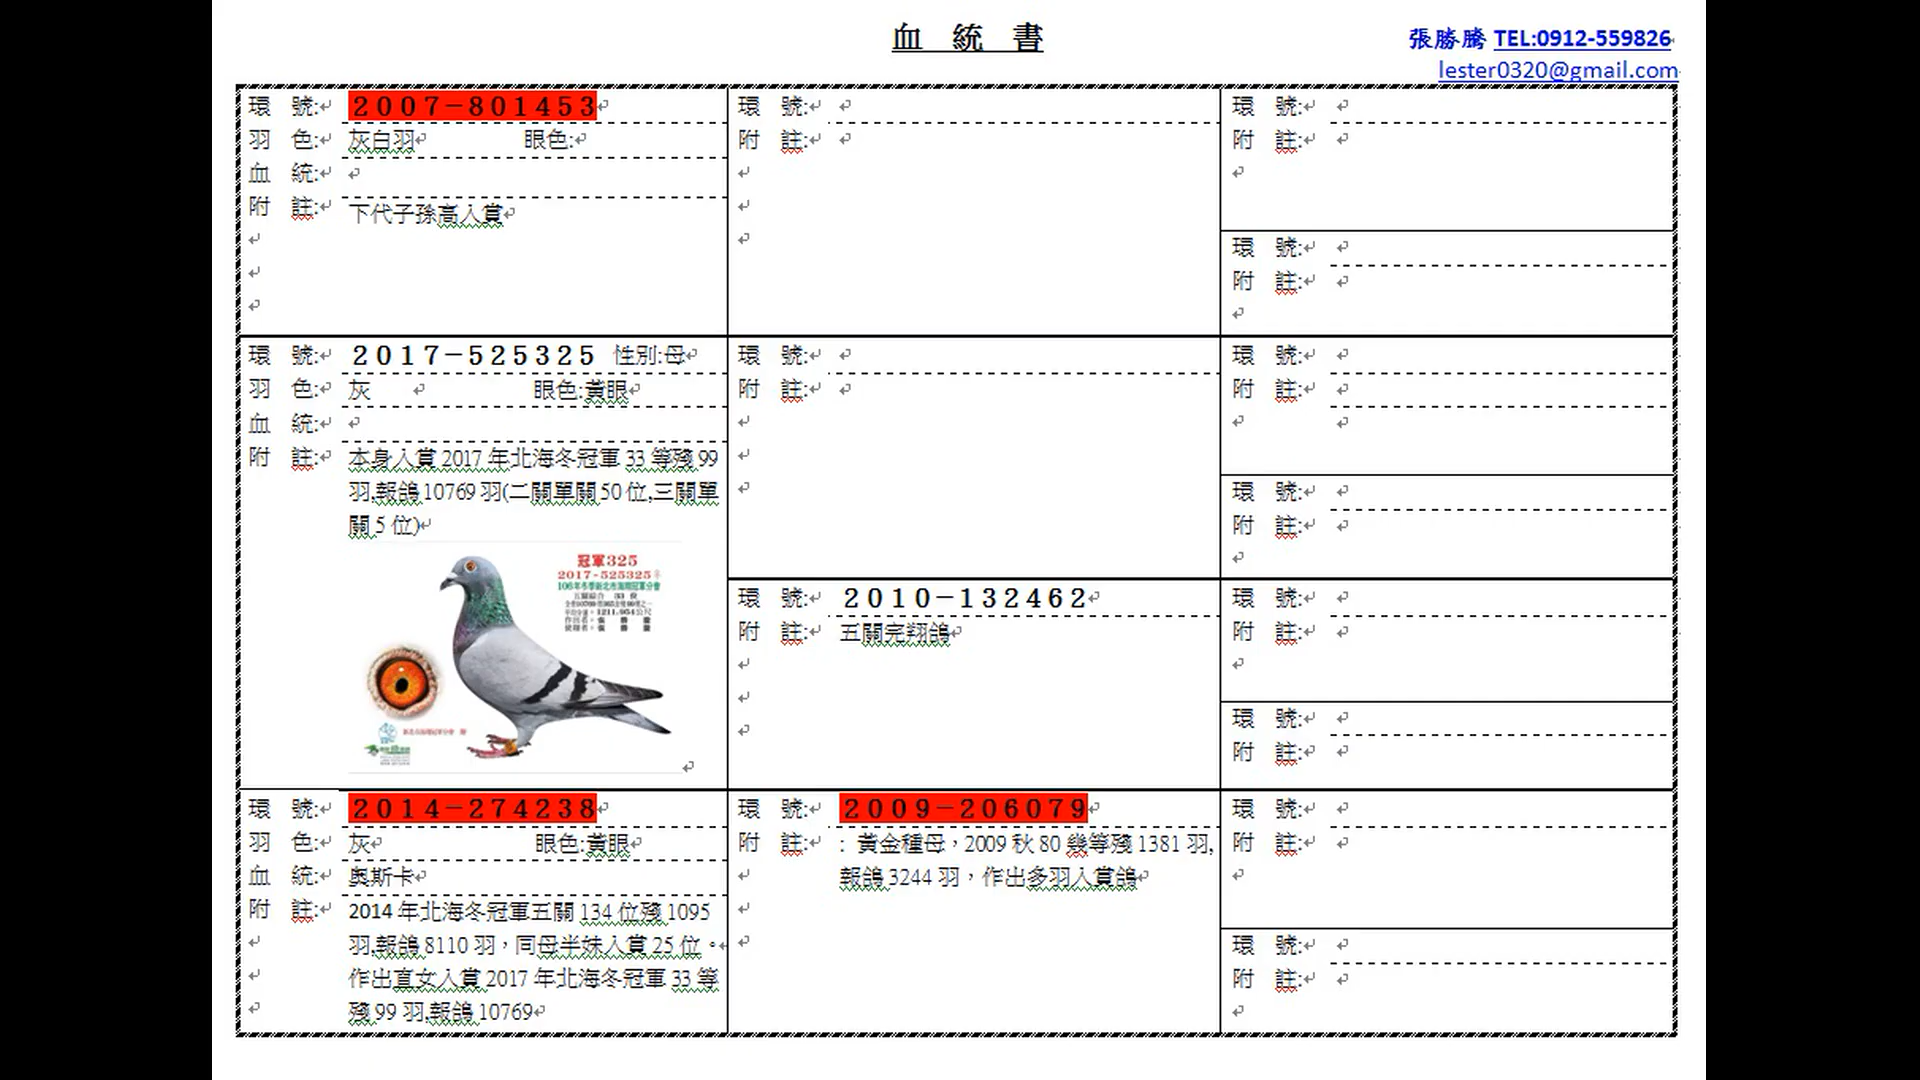 血 統 書
張勝騰 TEL:0912-559826
lester0320@gmail.com
環 號: 2007-801453
羽 色: 灰白羽 眼色:
血 統:
附 註: 下代子孫高入賞
環 號:
附 註:
環 號:
附 註:
環 號:
附 註:
環 號: 2017-525325 性別:母
羽 色: 灰 眼色:黃眼
血 統:
附 註: 本身入賞 2017 年北海冬冠軍 33 等殘 99
羽,報鴿 10769 羽(二關單關 50 位,三關單
關 5 位)
冠軍325
2017-525325
環 號:
附 註:
環 號: 2010-132462
附 註: 五關完翔鴿
環 號:
附 註:
環 號:
附 註:
環 號:
附 註:
環 號:
附 註:
環 號: 2014-274238
羽 色: 灰 眼色:黃眼
血 統: 奧斯卡
附 註: 2014 年北海冬冠軍五關 134 位殘 1095
羽,報鴿 8110 羽，同母半妹入賞 25 位。
作出直女入賞 2017 年北海冬冠軍 33 等
殘 99 羽,報鴿 10769
環 號: 2009-206079
附 註: : 黃金種母，2009 秋 80 幾等殘 1381 羽,
報鴿 3244 羽，作出多羽入賞鴿
環 號:
附 註:
環 號:
附 註: